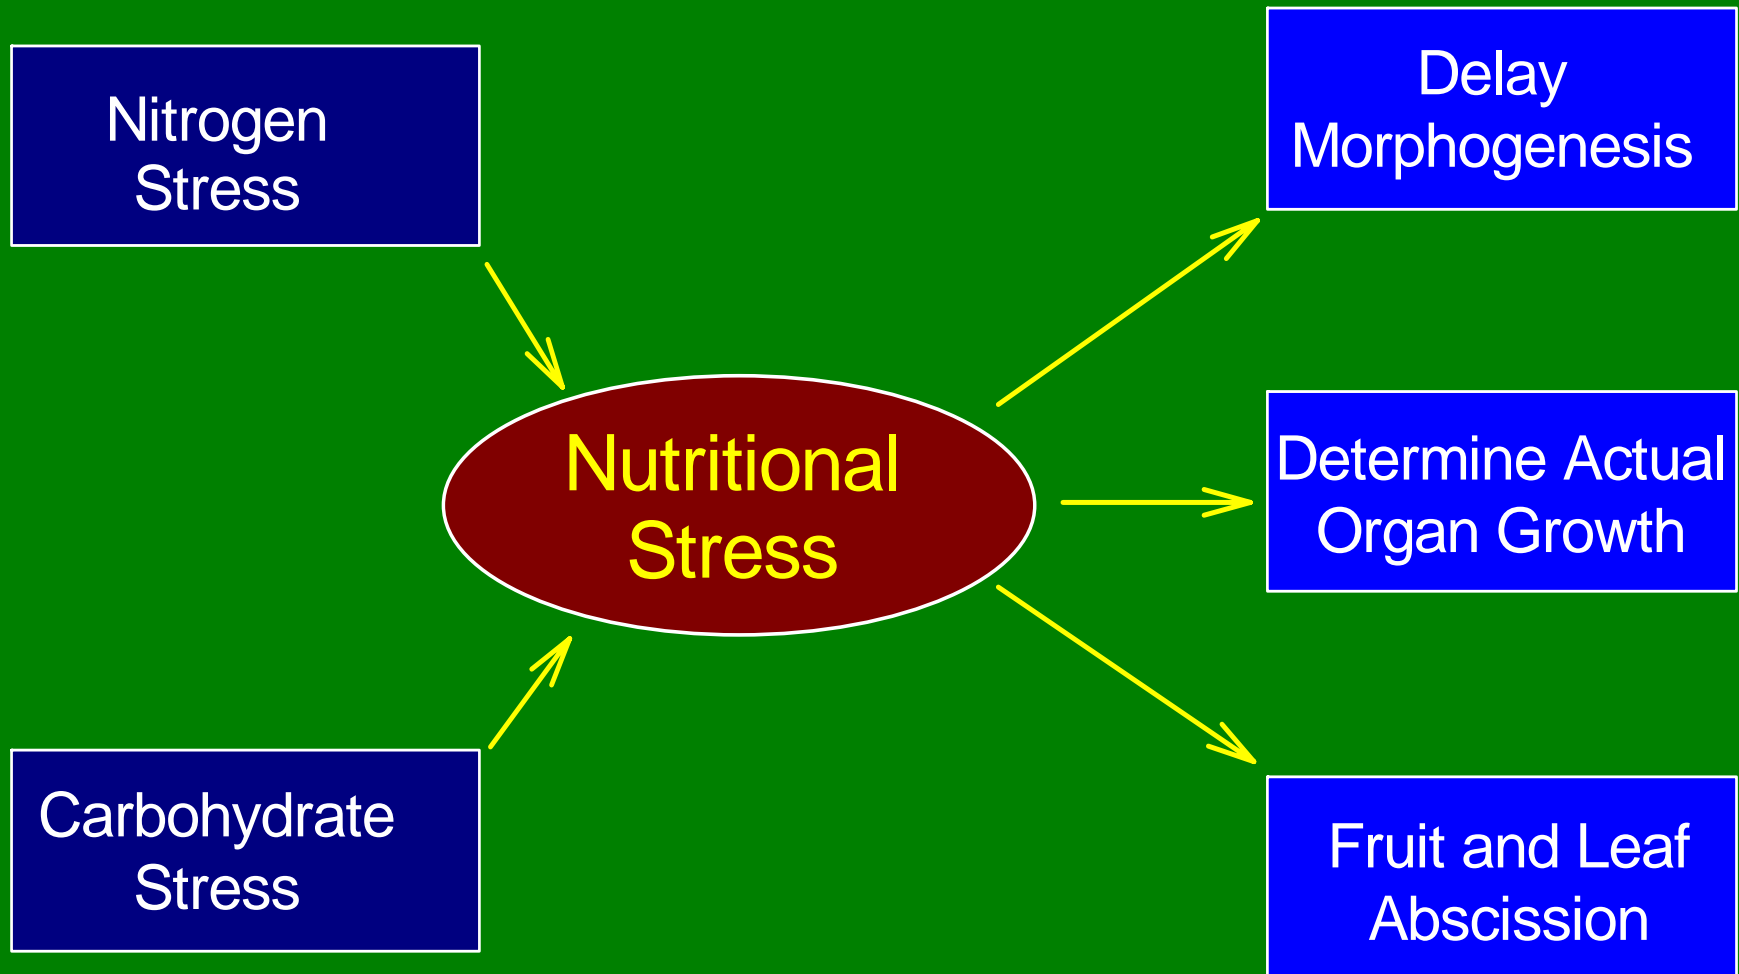 Nitrogen
Stress
Carbohydrate
Stress
Nutritional
Stress
Delay
Morphogenesis
Determine Actual
Organ Growth
Fruit and Leaf
Abscission